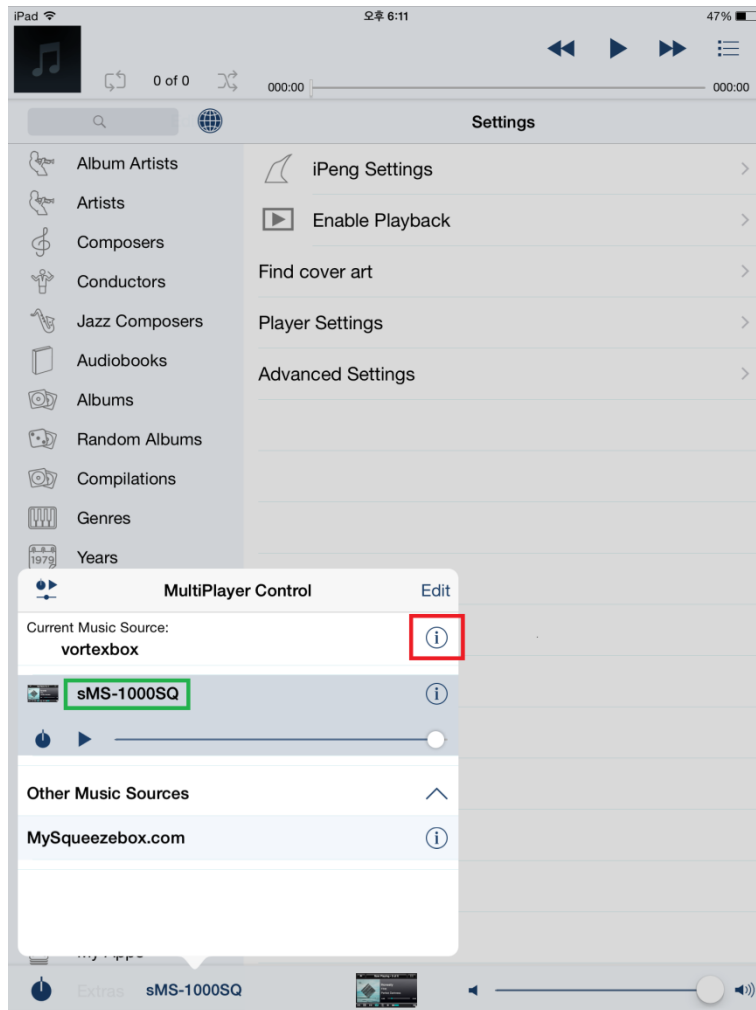 iPad 오후 6:11 47%
0 of 0 000:00 000:00
Settings
Album Artists
Artists
Composers
Conductors
Jazz Composers
Audiobooks
Albums
Random Albums
Compilations
Genres
1979 Years
iPeng Settings
Enable Playback
Find cover art
Player Settings
Advanced Settings
MultiPlayer Control Edit
Current Music Source:
vortexbox
sMS-1000SQ
Other Music Sources
MySqueezebox.com
My Apps
Extras sMS-1000SQ